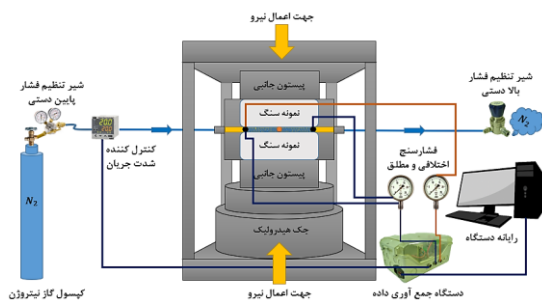 جهت اعمال نیرو
شیر تنظیم فشار
پایین دستی
شیر تنظیم فشار
بالا دستی
پیستون جانبی
نمونه سنگ
نمونه سنگ
پیستون جانبی
جک هیدرولیک
کنترل کننده
شدت جریان
فشارسنج
اختلافی و مطلق
N₂
N₂
رایانه دستگاه
دستگاه جمع آوری داده
جهت اعمال نیرو
کپسول گاز نیتروژن